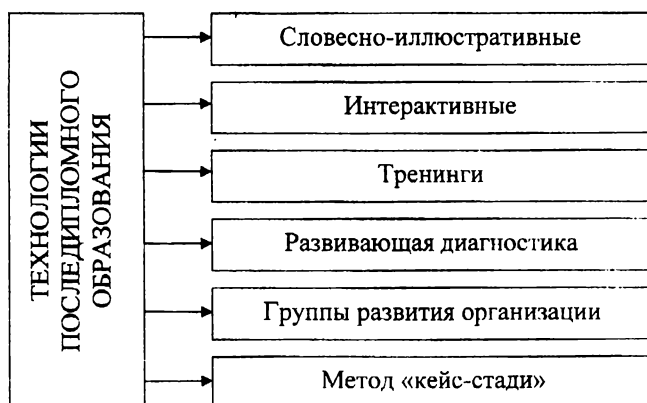 ТЕХНОЛОГИИ
ПОСЛЕДИПЛОМНОГО
ОБРАЗОВАНИЯ
Словесно-иллюстративные
Интерактивные
Тренинги
Развивающая диагностика
Группы развития организации
Метод «кейс-стади»